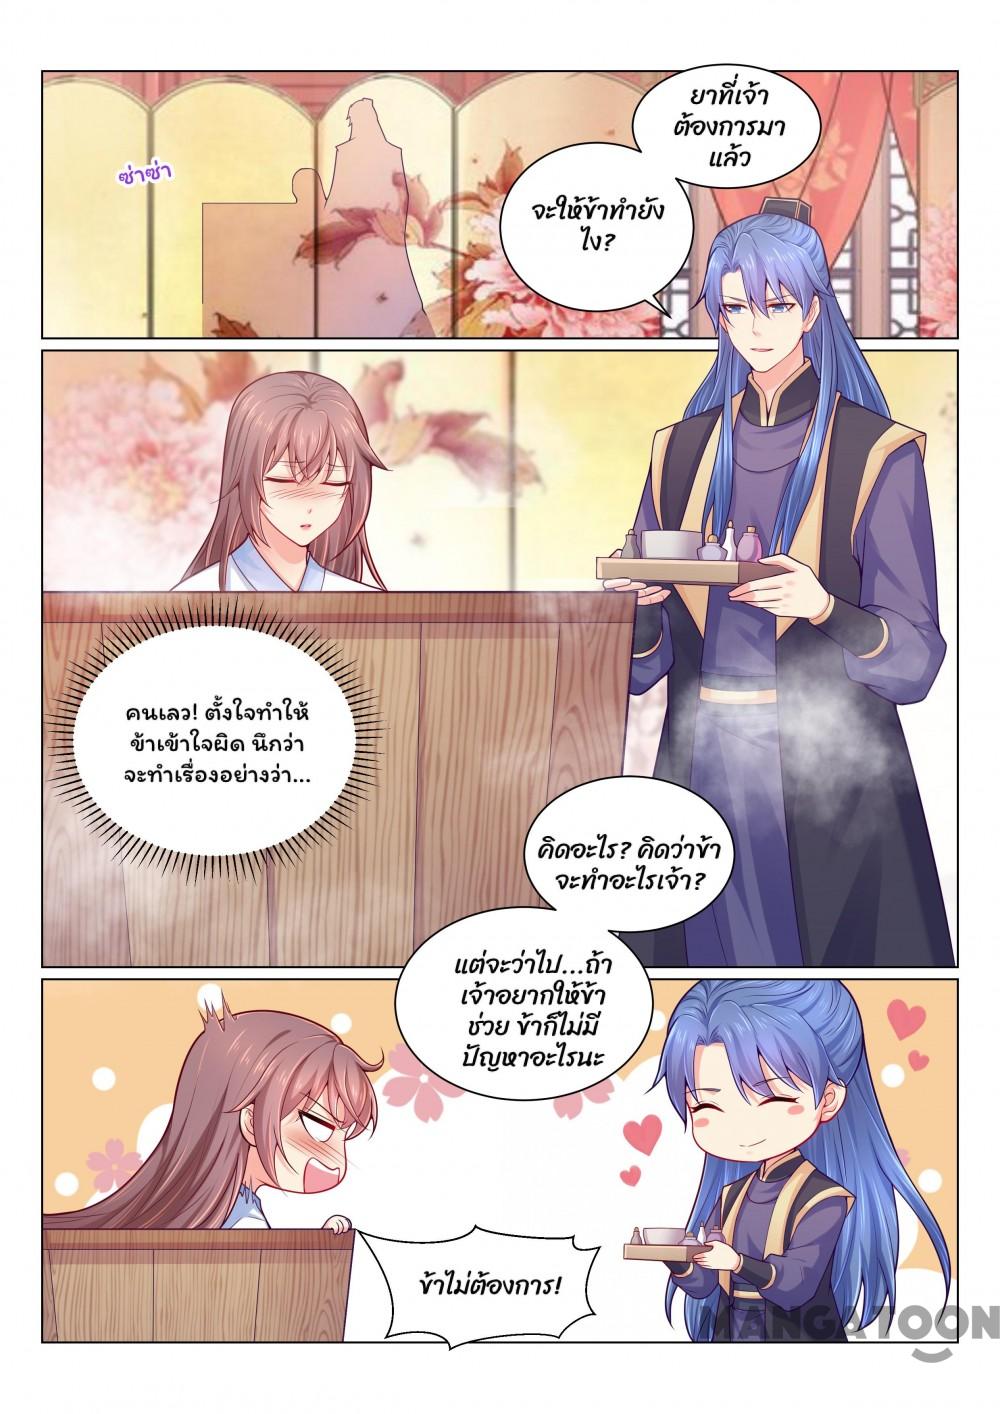 ยาที่เจ้า
ต้องการมา
แล้ว
ซ่าซ่า
จะให้ข้าทำยัง
ไง?
คนเลว! ตั้งใจทำให้
ข้าเข้าใจผิด นึกว่า
จะทำเรื่องอย่างว่า...
คิดอะไร? คิดว่าข้า
จะทำอะไรเจ้า?
แต่จะว่าไป...ถ้า
เจ้าอยากให้ข้า
ช่วย ข้าก็ไม่มี
ปัญหาอะไรนะ
ข้าไม่ต้องการ!
MANGATOON